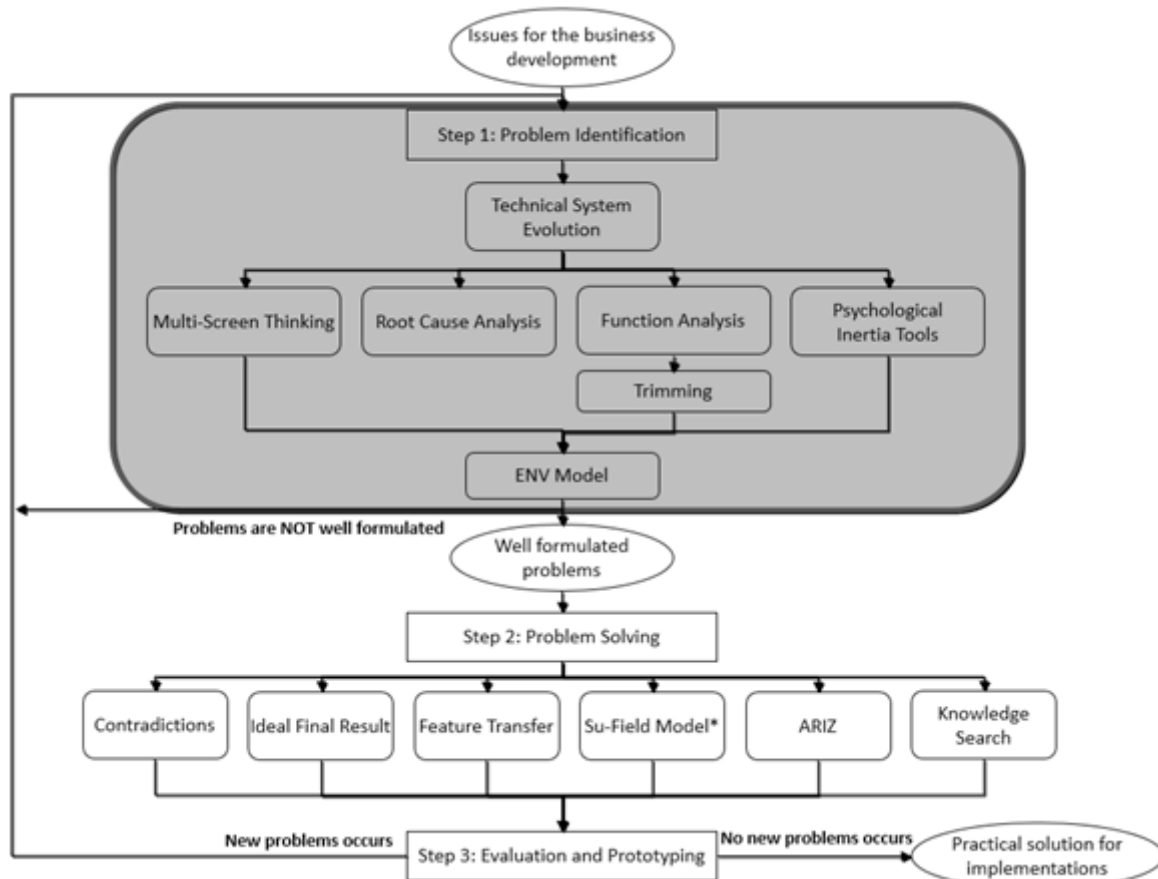 Issues for the business
development
Step 1: Problem Identification
Technical System
Evolution
Multi-Screen Thinking
Root Cause Analysis
Function Analysis
Psychological
Inertia Tools
Trimming
ENV Model
Problems are NOT well formulated
Well formulated
problems
Step 2: Problem Solving
Contradictions
Ideal Final Result
Feature Transfer
Su-Field Model*
ARIZ
Knowledge
Search
New problems occurs
Step 3: Evaluation and Prototyping
No new problems occurs
Practical solution for
implementations